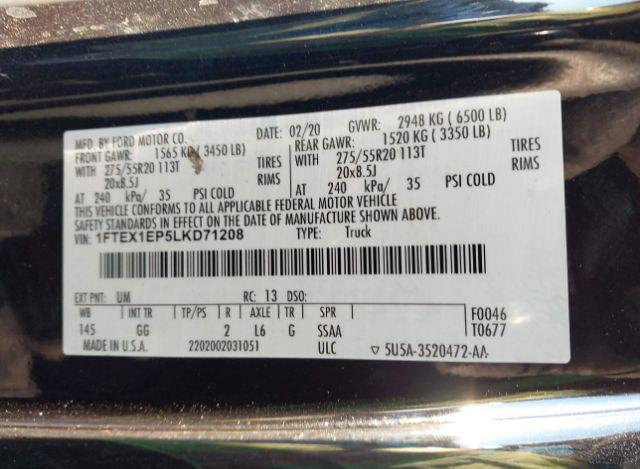 MFD. BY FORD MOTOR CO. DATE: 02/20 GVWR: 2948 KG ( 6500 LB)
FRONT GAWR: 1565 KG ( 3450 LB) REAR GAWR: 1520 KG ( 3350 LB)
WITH 275/55R20 113T TIRES WITH 275/55R20 113T TIRES
20x8.5J RIMS 20x8.5J RIMS
AT 240 kPa/ 35 PSI COLD AT 240 kPa/ 35 PSI COLD
THIS VEHICLE CONFORMS TO ALL APPLICABLE FEDERAL MOTOR VEHICLE
SAFETY STANDARDS IN EFFECT ON THE DATE OF MANUFACTURE SHOWN ABOVE.
VIN: 1FTEX1EP5LKD71208 TYPE: Truck
EXT PNT: UM RC: 13 DSO:
WB INT TR TP/PS R AXLE TR SPR F0046
145 GG 2 L6 G SSAA T0677
MADE IN U.S.A. 2202002031051 ULC ▽ 5U5A-3520472-AA